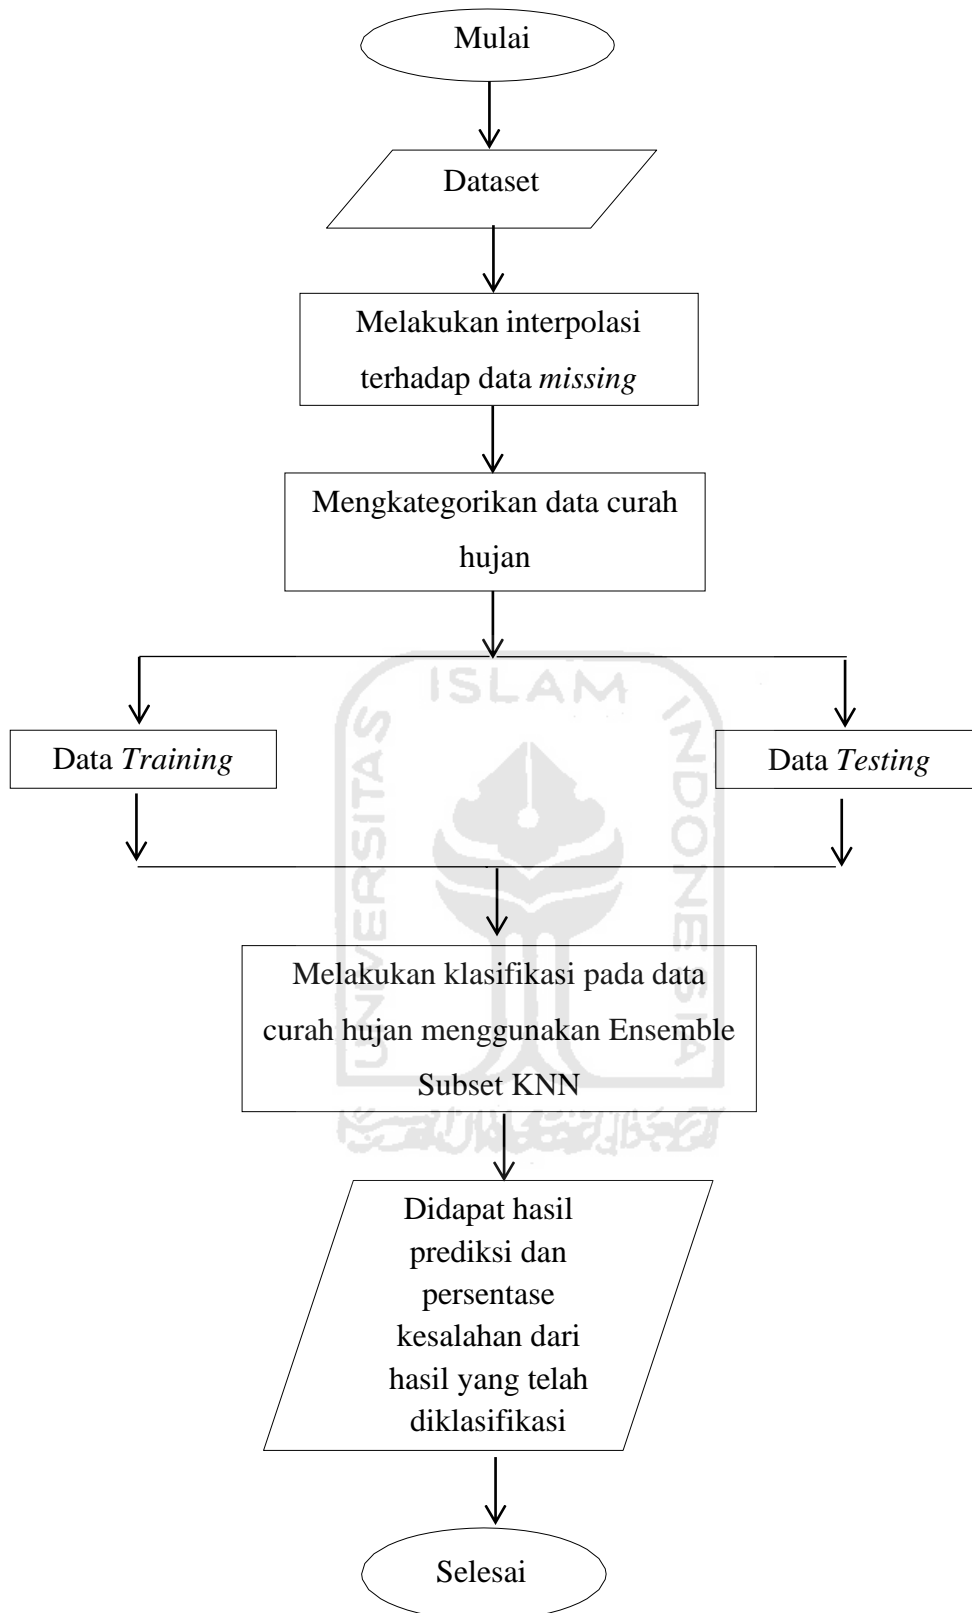 Mulai
Dataset
Melakukan interpolasi
terhadap data missing
Mengkategorikan data curah
hujan
ISLAM
UNIVERSITAS
INDONESIA
Data Training
Data Testing
Melakukan klasifikasi pada data
curah hujan menggunakan Ensemble
Subset KNN
Didapat hasil
prediksi dan
persentase
kesalahan dari
hasil yang telah
diklasifikasi
Selesai